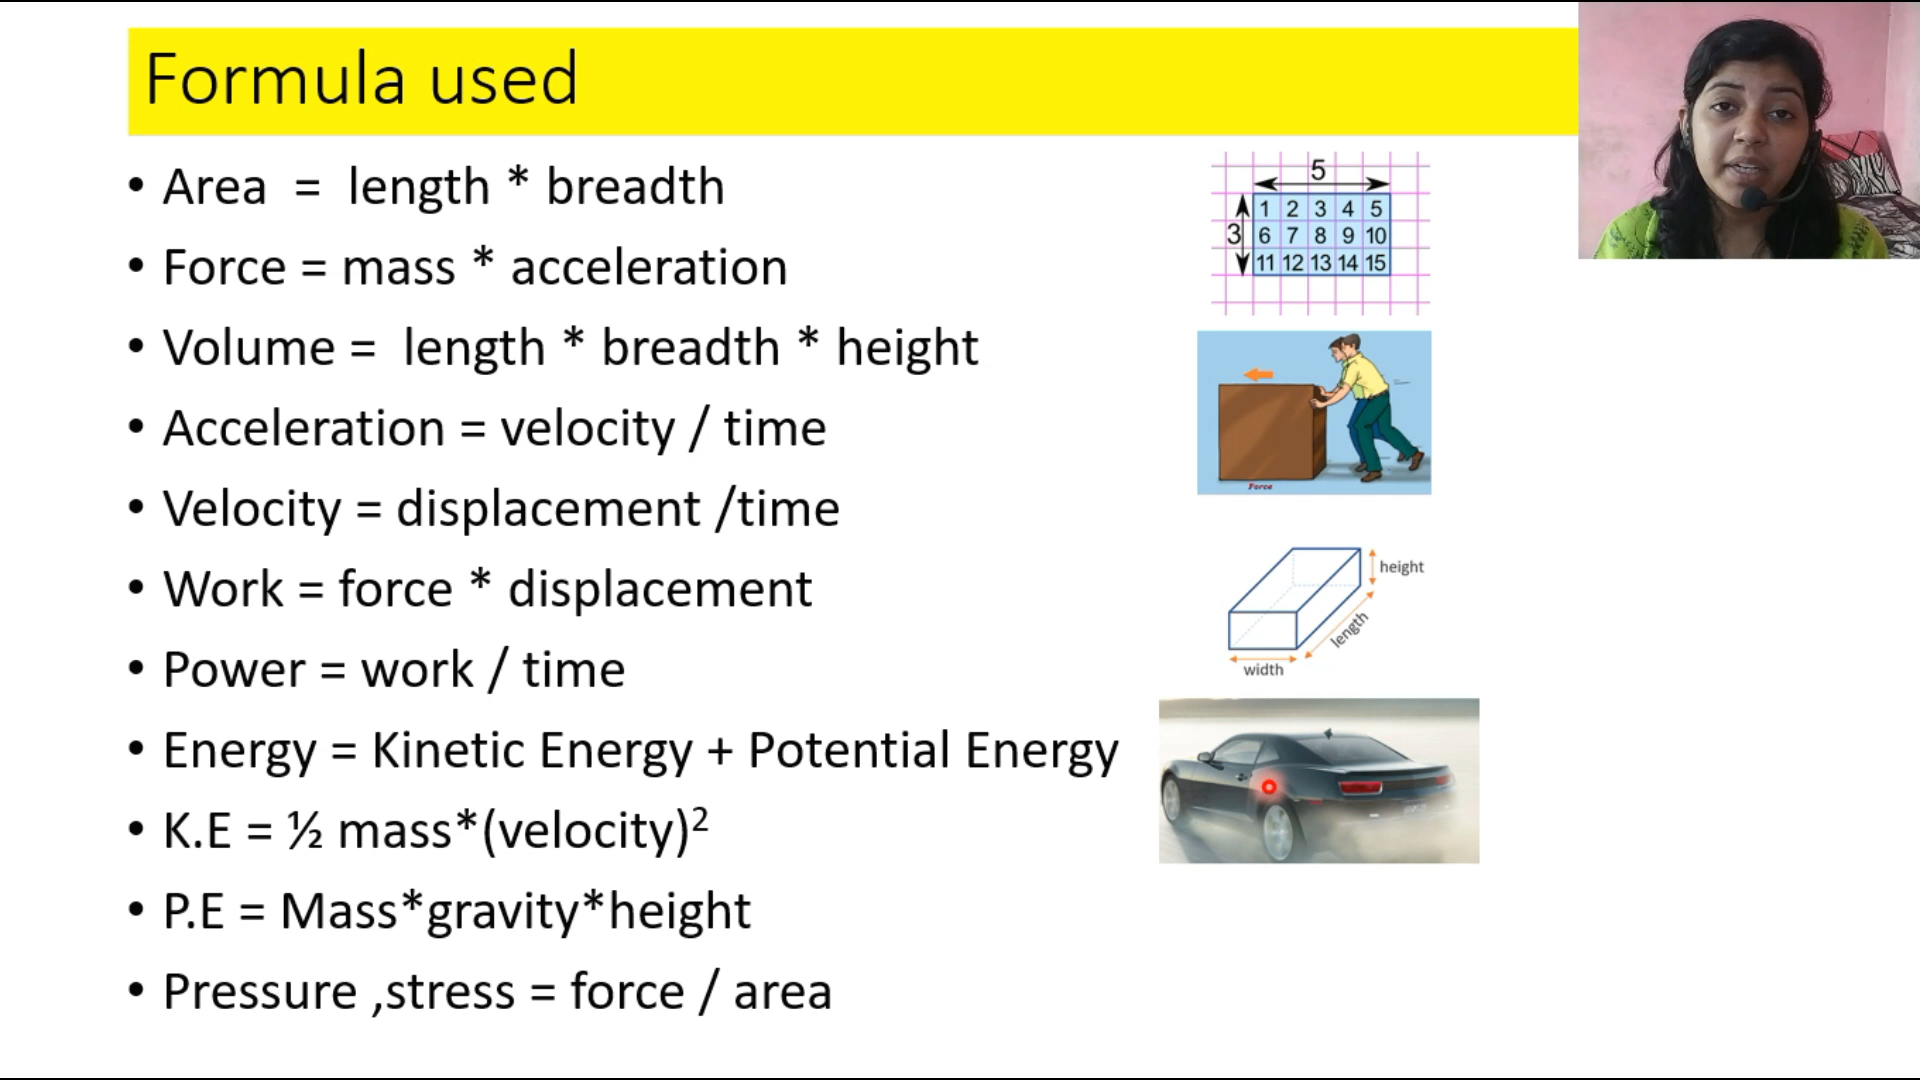 Formula used
• Area = length * breadth
• Force = mass * acceleration
• Volume = length * breadth * height
• Acceleration = velocity / time
• Velocity = displacement /time
• Work = force * displacement
• Power = work / time
• Energy = Kinetic Energy + Potential Energy
• K.E = ½ mass*(velocity)²
• P.E = Mass*gravity*height
• Pressure ,stress = force / area
5
3
1 2 3 4 5
6 7 8 9 10
11 12 13 14 15
Force
height
length
width